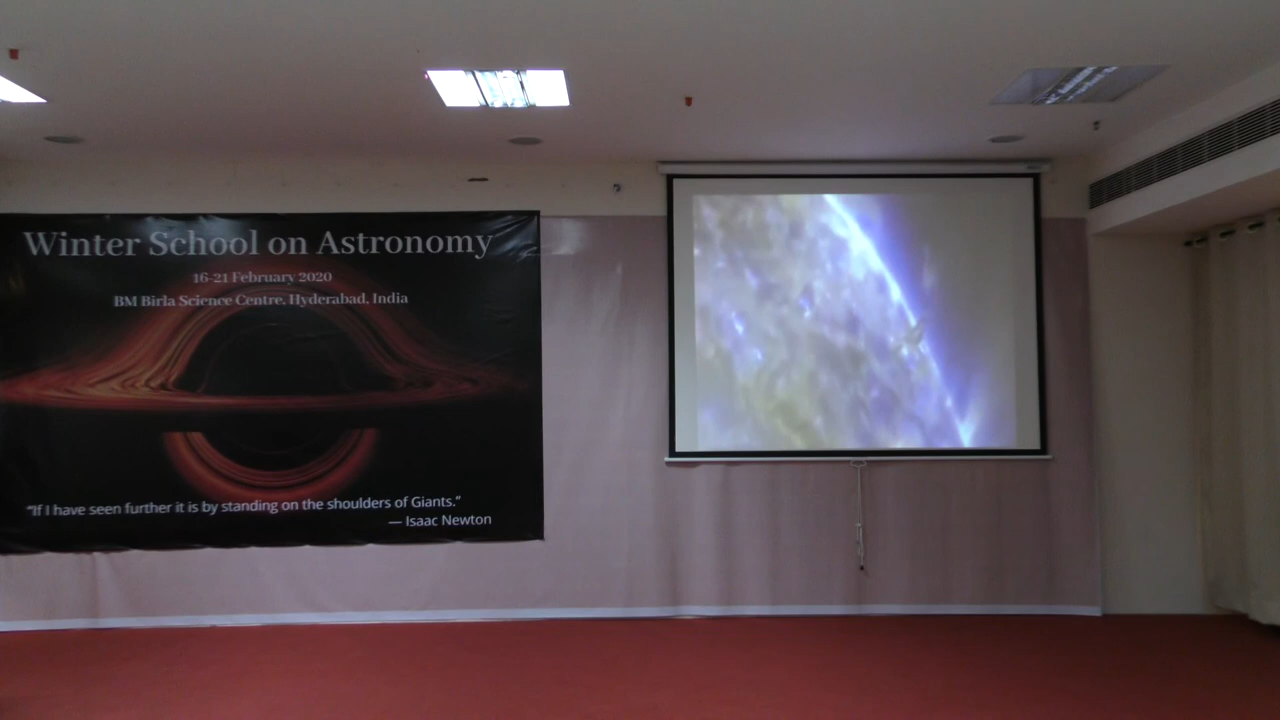 Winter School on Astronomy
16-21 February 2020
BM Birla Science Centre, Hyderabad, India
“If I have seen further it is by standing on the shoulders of Giants.”
— Isaac Newton